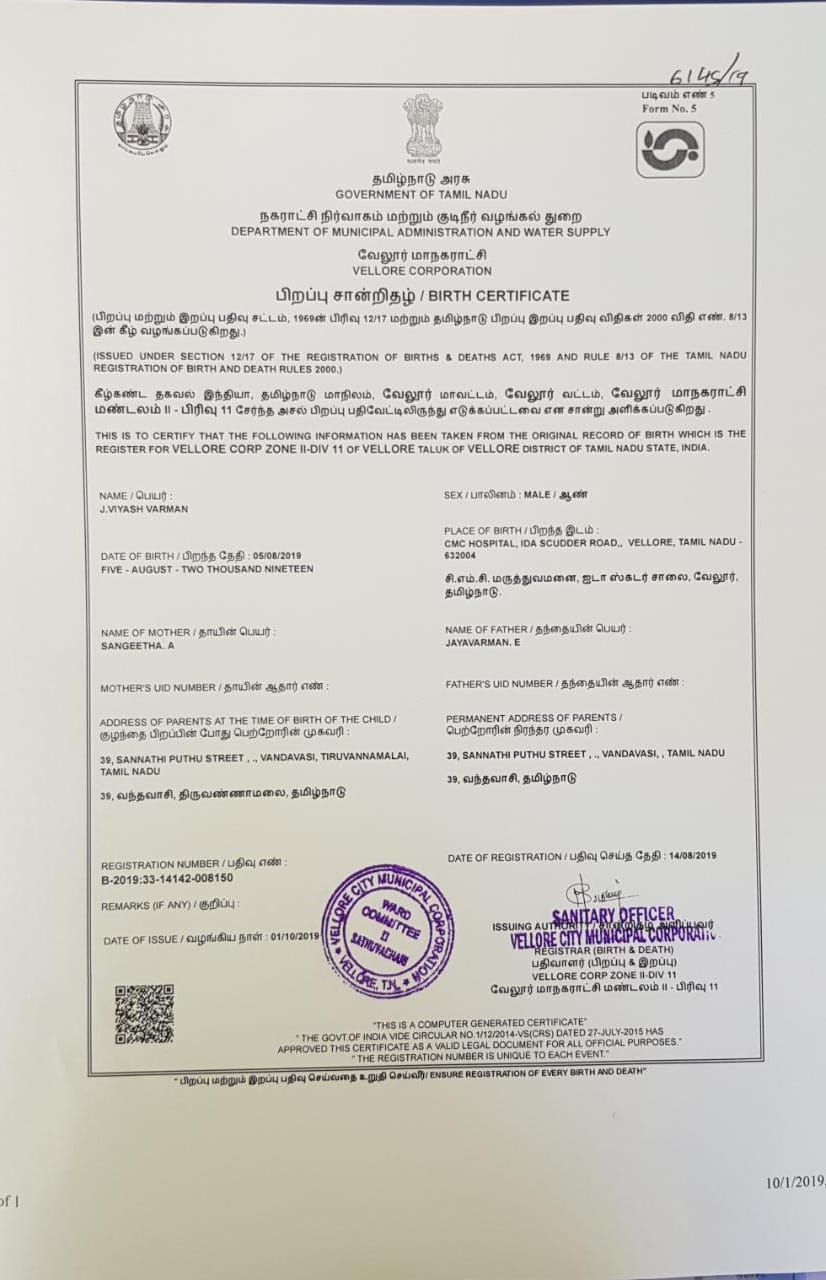 6145/19
படிவம் எண் 5
Form No. 5
தமிழ்நாடு அரசு
GOVERNMENT OF TAMIL NADU
நகராட்சி நிர்வாகம் மற்றும் குடிநீர் வழங்கல் துறை
DEPARTMENT OF MUNICIPAL ADMINISTRATION AND WATER SUPPLY
வேலூர் மாநகராட்சி
VELLORE CORPORATION
பிறப்பு சான்றிதழ் / BIRTH CERTIFICATE
(பிறப்பு மற்றும் இறப்பு பதிவு சட்டம், 1969ன் பிரிவு 12/17 மற்றும் தமிழ்நாடு பிறப்பு இறப்பு பதிவு விதிகள் 2000 விதி எண். 8/13
இன் கீழ் வழங்கப்படுகிறது.)
(ISSUED UNDER SECTION 12/17 OF THE REGISTRATION OF BIRTHS & DEATHS ACT, 1969 AND RULE 8/13 OF THE TAMIL NADU
REGISTRATION OF BIRTH AND DEATH RULES 2000.)
கீழ்கண்ட தகவல் இந்தியா, தமிழ்நாடு மாநிலம், வேலூர் மாவட்டம், வேலூர் வட்டம், வேலூர் மாநகராட்சி
மண்டலம் II - பிரிவு 11 சேர்ந்த அசல் பிறப்பு பதிவேட்டிலிருந்து எடுக்கப்பட்டவை என சான்று அளிக்கப்படுகிறது .
THIS IS TO CERTIFY THAT THE FOLLOWING INFORMATION HAS BEEN TAKEN FROM THE ORIGINAL RECORD OF BIRTH WHICH IS THE
REGISTER FOR VELLORE CORP ZONE II-DIV 11 OF VELLORE TALUK OF VELLORE DISTRICT OF TAMIL NADU STATE, INDIA.
NAME / பெயர் :
J.VIYASH VARMAN
SEX / பாலினம் : MALE / ஆண்
DATE OF BIRTH / பிறந்த தேதி : 05/08/2019
FIVE - AUGUST - TWO THOUSAND NINETEEN
PLACE OF BIRTH / பிறந்த இடம் :
CMC HOSPITAL, IDA SCUDDER ROAD,, VELLORE, TAMIL NADU -
632004
சி.எம்.சி. மருத்துவமனை, ஐடா ஸ்கடர் சாலை, வேலூர்,
தமிழ்நாடு.
NAME OF MOTHER / தாயின் பெயர் :
SANGEETHA. A
NAME OF FATHER / தந்தையின் பெயர் :
JAYAVARMAN. E
MOTHER'S UID NUMBER / தாயின் ஆதார் எண் :
FATHER'S UID NUMBER / தந்தையின் ஆதார் எண் :
ADDRESS OF PARENTS AT THE TIME OF BIRTH OF THE CHILD /
குழந்தை பிறப்பின் போது பெற்றோரின் முகவரி :
39, SANNATHI PUTHU STREET , ., VANDAVASI, TIRUVANNAMALAI,
TAMIL NADU
39, வந்தவாசி, திருவண்ணாமலை, தமிழ்நாடு
PERMANENT ADDRESS OF PARENTS /
பெற்றோரின் நிரந்தர முகவரி :
39, SANNATHI PUTHU STREET , ., VANDAVASI, , TAMIL NADU
39, வந்தவாசி, தமிழ்நாடு
REGISTRATION NUMBER / பதிவு எண் :
B-2019:33-14142-008150
DATE OF REGISTRATION / பதிவு செய்த தேதி : 14/08/2019
REMARKS (IF ANY) / குறிப்பு :
DATE OF ISSUE / வழங்கிய நாள் : 01/10/2019
VELLORE CITY MUNICIPAL CORPORATION
WARD
COMMITTEE
II
SATHUVACHARI
VELLORE, T.N.
SANITARY OFFICER
ISSUING AUTHORITY /
VELLORE CITY MUNICIPAL CORPORATION
REGISTRAR (BIRTH & DEATH)
பதிவாளர் (பிறப்பு & இறப்பு)
VELLORE CORP ZONE II-DIV 11
வேலூர் மாநகராட்சி மண்டலம் II - பிரிவு 11
"THIS IS A COMPUTER GENERATED CERTIFICATE"
" THE GOVT.OF INDIA VIDE CIRCULAR NO.1/12/2014-VS(CRS) DATED 27-JULY-2015 HAS
APPROVED THIS CERTIFICATE AS A VALID LEGAL DOCUMENT FOR ALL OFFICIAL PURPOSES."
" THE REGISTRATION NUMBER IS UNIQUE TO EACH EVENT."
" பிறப்பு மற்றும் இறப்பு பதிவு செய்வதை உறுதி செய்வீர்/ ENSURE REGISTRATION OF EVERY BIRTH AND DEATH"
of 1
10/1/2019,